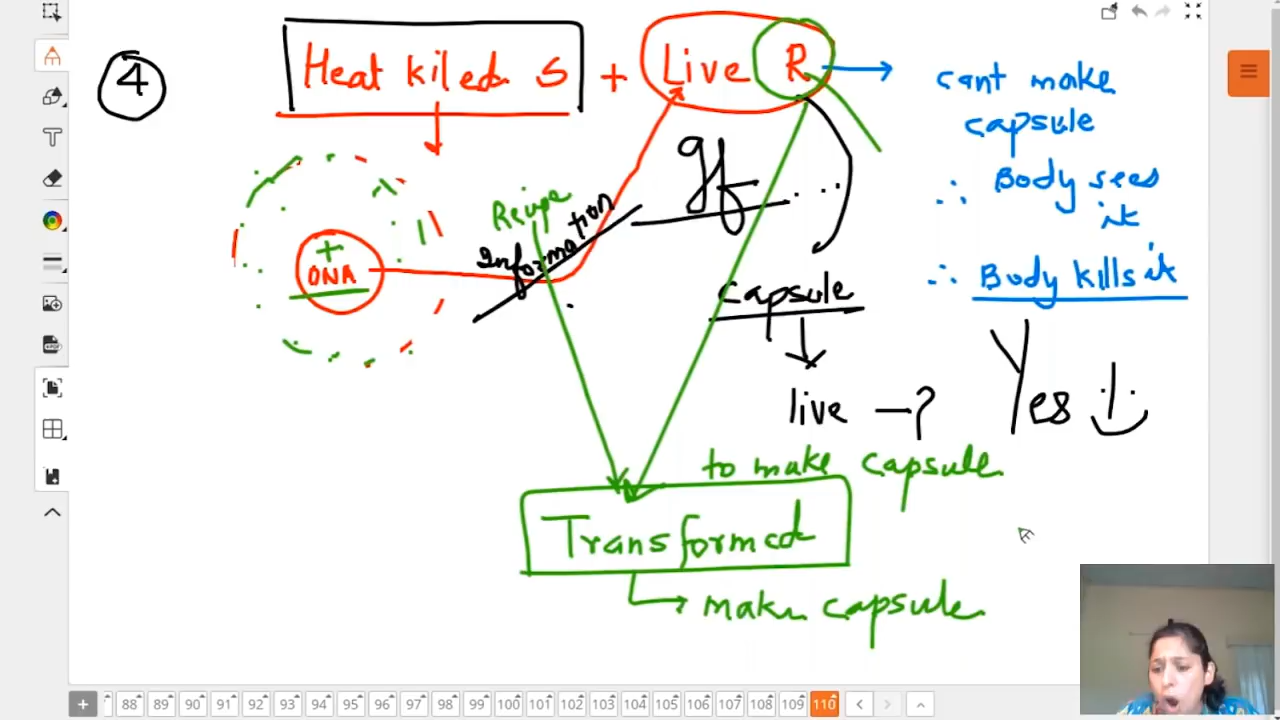 4
Heat kiled S + Live R
cant make
capsule
∴ Body sees
it
∴ Body kills it
If ....
Recipe
Information
+
DNA
capsule
live -?
Yes
to make capsule
Transformed
make capsule
T
+ 88 89 90 91 92 93 94 95 96 97 98 99 100 101 102 103 104 105 106 107 108 109 110 < >